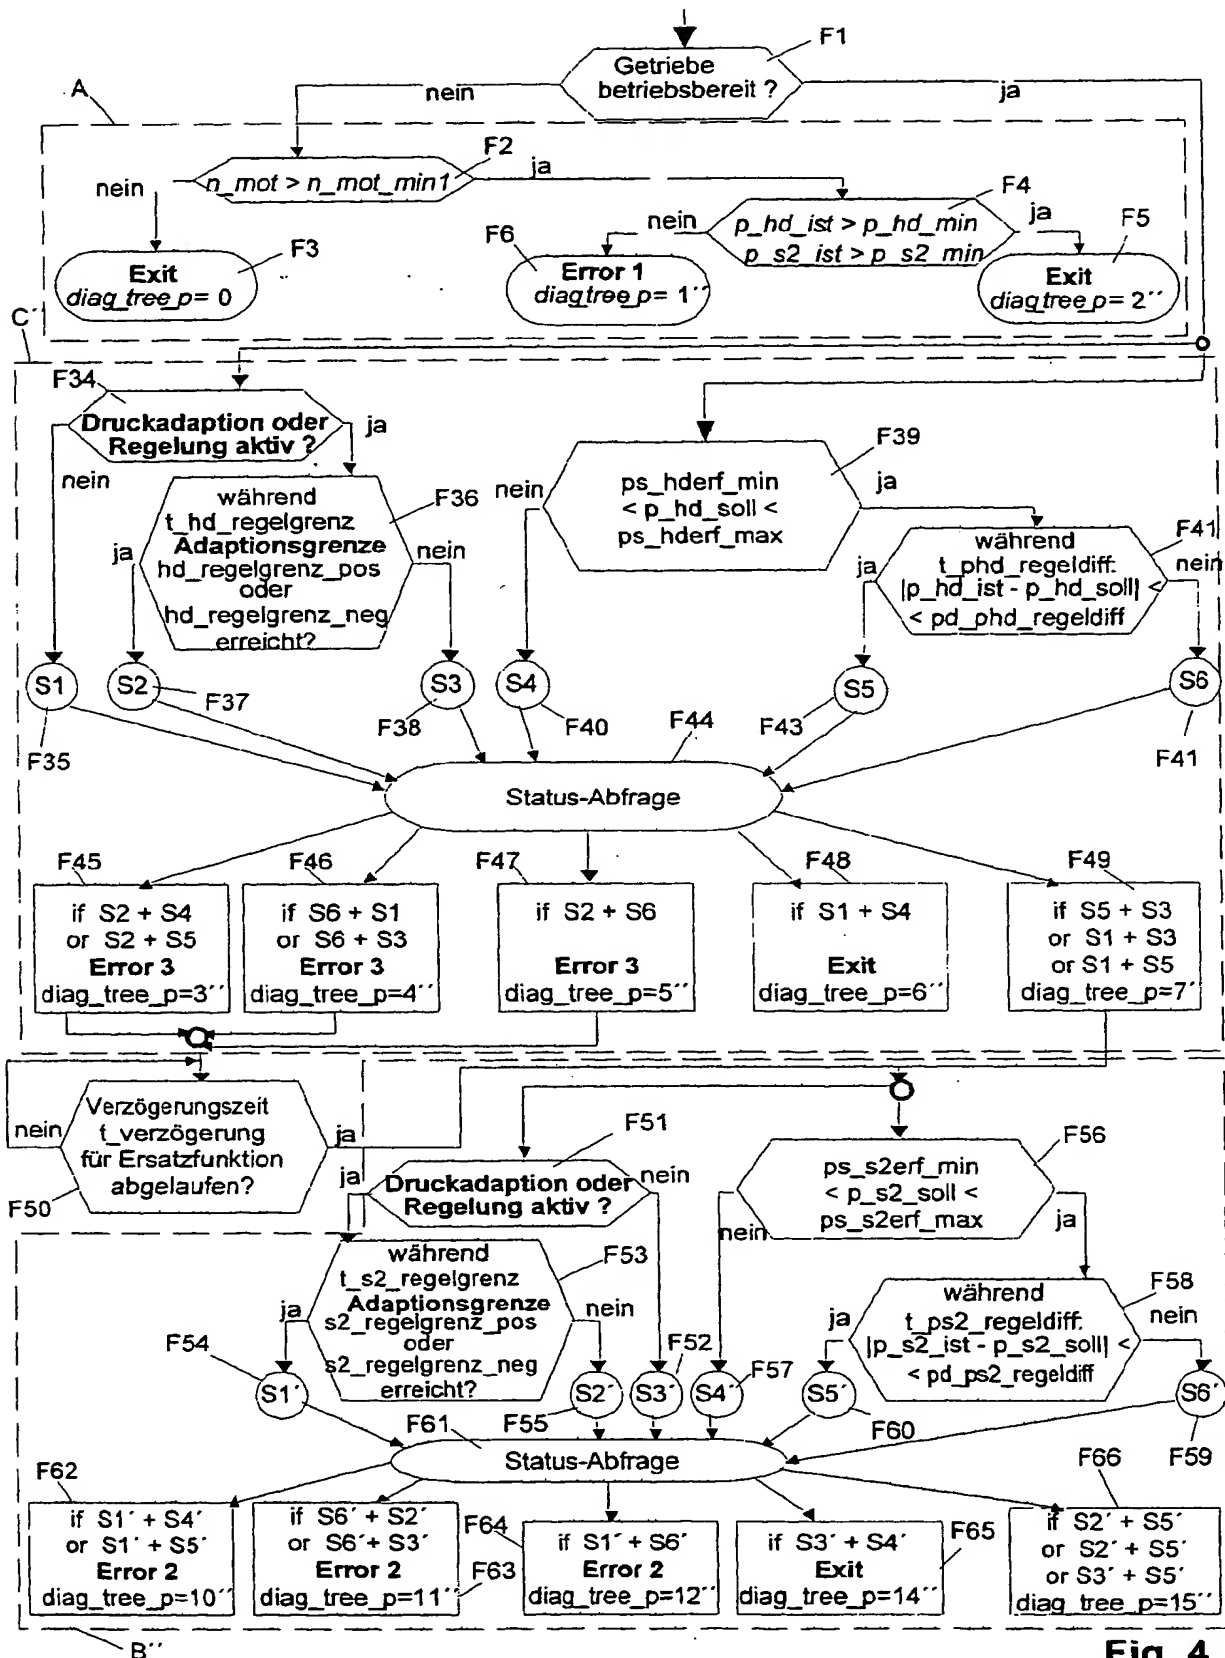 F1
Getriebe
betriebsbereit ?
nein
ja
A
F2
n_mot > n_mot_min1
nein
ja
F4
p_hd_ist > p_hd_min
p_s2_ist > p_s2_min
nein
ja
F3
Exit
diag_tree_p= 0
F6
Error 1
diagtree_p= 1´´
F5
Exit
diagtree_p= 2´´
C´´
F34
Druckadaption oder
Regelung aktiv ?
ja
nein
F36
während
t_hd_regelgrenz
Adaptionsgrenze
hd_regelgrenz_pos
oder
hd_regelgrenz_neg
erreicht?
ja
nein
F39
ps_hderf_min
< p_hd_soll <
ps_hderf_max
nein
ja
F41
während
t_phd_regeldiff:
|p_hd_ist - p_hd_soll| <
< pd_phd_regeldiff
ja
nein
S1
S2
S3
S4
S5
S6
F35
F37
F38
F40
F43
F41
F44
Status-Abfrage
F45
if S2 + S4
or S2 + S5
Error 3
diag_tree_p=3´´
F46
if S6 + S1
or S6 + S3
Error 3
diag_tree_p=4´´
F47
if S2 + S6
Error 3
diag_tree_p=5´´
F48
if S1 + S4
Exit
diag_tree_p=6´´
F49
if S5 + S3
or S1 + S3
or S1 + S5
diag_tree_p=7´
Verzögerungszeit
t_verzögerung
für Ersatzfunktion
abgelaufen?
nein
ja
F50
F51
Druckadaption oder
Regelung aktiv ?
ja
nein
F56
ps_s2erf_min
< p_s2_soll <
ps_s2erf_max
nein
ja
F53
während
t_s2_regelgrenz
Adaptionsgrenze
s2_regelgrenz_pos
oder
s2_regelgrenz_neg
erreicht?
ja
nein
F58
während
t_ps2_regeldiff:
|p_s2_ist - p_s2_soll| <
< pd_ps2_regeldiff
ja
nein
F54
F52
F57
S1´
S2´
S3´
S4´
S5´
S6´
F55
F60
F59
F61
Status-Abfrage
F62
if S1´ + S4´
or S1´ + S5´
Error 2
diag_tree_p=10´´
if S6´ + S2´
or S6´+ S3´
Error 2
diag_tree_p=11´´
F63
F64
if S1´ + S6´
Error 2
diag_tree_p=12´´
if S3´ + S4´
Exit
diag_tree_p=14´´
F65
F66
if S2´ + S5´
or S2´ + S5´
or S3´ + S5´
diag_tree_p=15´´
B´´
Fig. 4